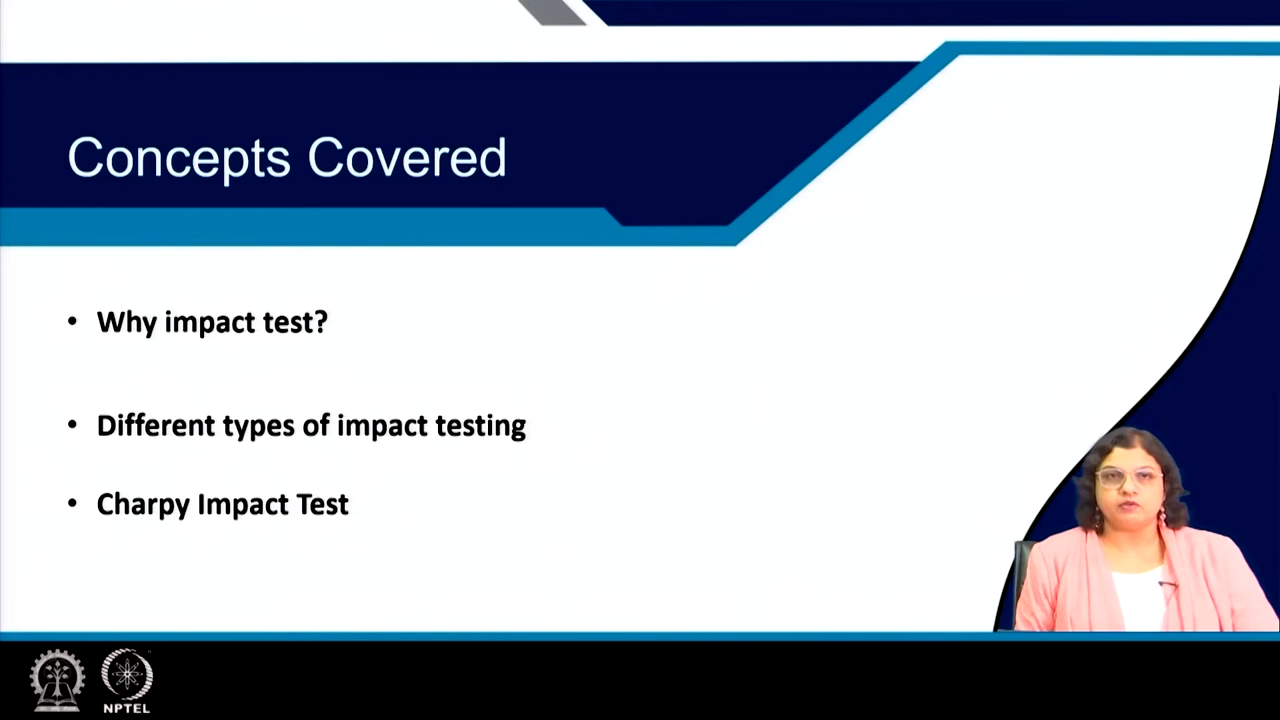 Concepts Covered
• Why impact test?
• Different types of impact testing
• Charpy Impact Test
NPTEL